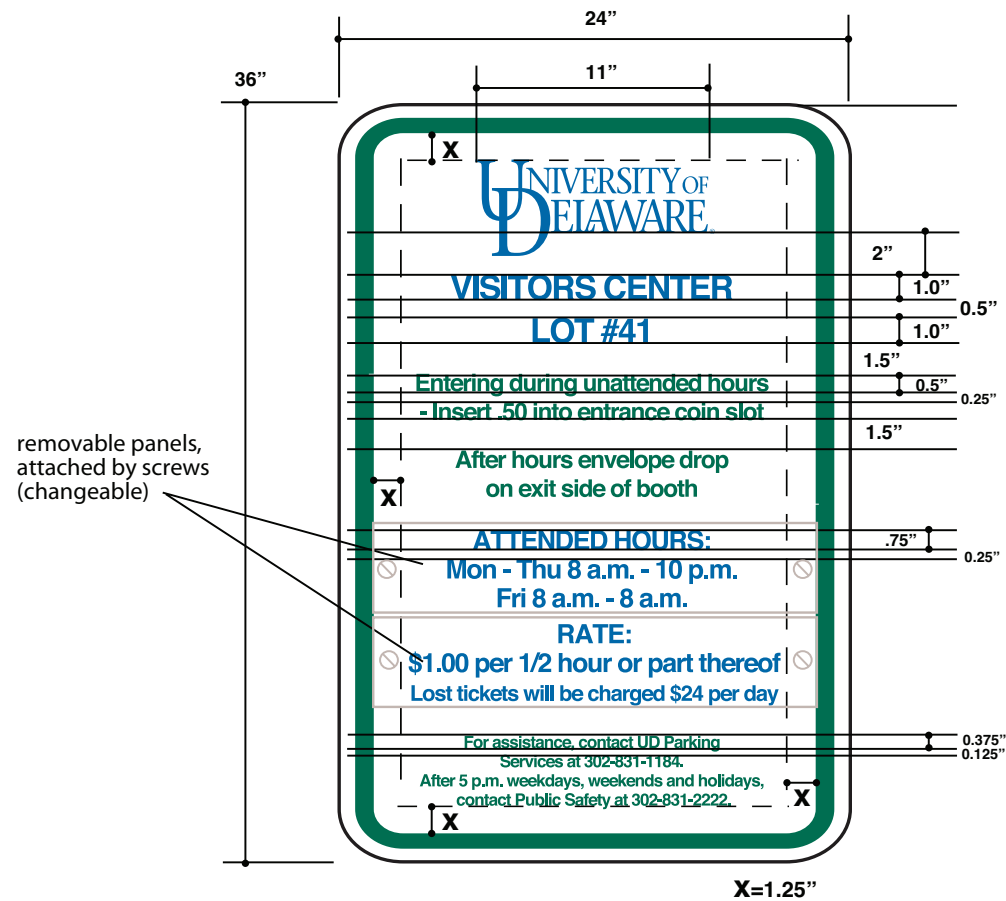 24”
36”
11”
X
UNIVERSITY OF
DELAWARE
2”
VISITORS CENTER
1.0”
0.5”
LOT #41
1.0”
1.5”
Entering during unattended hours
0.5”
0.25”
- Insert .50 into entrance coin slot
1.5”
removable panels,
attached by screws
(changeable)
After hours envelope drop
on exit side of booth
X
ATTENDED HOURS:
.75”
0.25”
Mon - Thu 8 a.m. - 10 p.m.
Fri 8 a.m. - 8 a.m.
RATE:
$1.00 per 1/2 hour or part thereof
Lost tickets will be charged $24 per day
For assistance, contact UD Parking
0.375”
0.125”
Services at 302-831-1184.
After 5 p.m. weekdays, weekends and holidays,
contact Public Safety at 302-831-2222.
X
X
X=1.25”